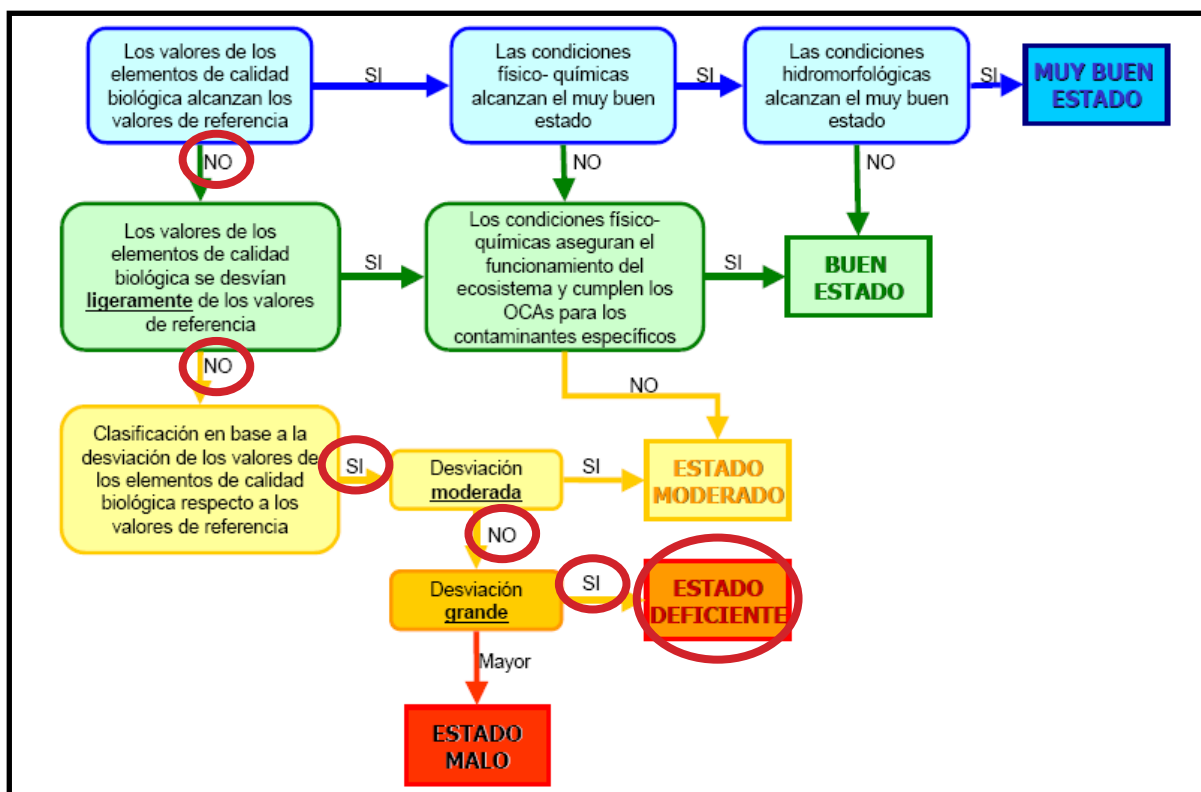 Los valores de los
elementos de calidad
biológica alcanzan los
valores de referencia
SI
Las condiciones
físico- químicas
alcanzan el muy buen
estado
SI
Las condiciones
hidromorfológicas
alcanzan el muy buen
estado
SI
MUY BUEN
ESTADO
NO
NO
NO
Los valores de los
elementos de calidad
biológica se desvían
ligeramente de los valores
de referencia
SI
Los condiciones físico-
químicas aseguran el
funcionamiento del
ecosistema y cumplen los
OCAs para los
contaminantes específicos
SI
BUEN
ESTADO
NO
NO
Clasificación en base a la
desviación de los valores de
los elementos de calidad
biológica respecto a los
valores de referencia
SI
Desviación
moderada
SI
ESTADO
MODERADO
NO
Desviación
grande
SI
ESTADO
DEFICIENTE
Mayor
ESTADO
MALO